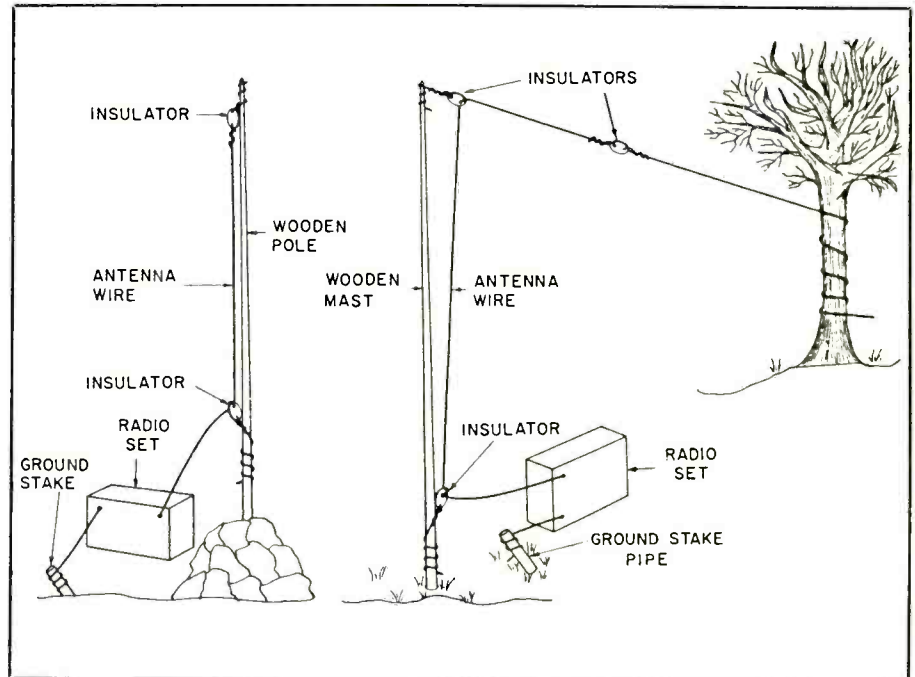 INSULATOR
WOODEN
POLE
ANTENNA
WIRE
INSULATOR
RADIO
SET
GROUND
STAKE
INSULATORS
WOODEN
MAST
ANTENNA
WIRE
INSULATOR
RADIO
SET
GROUND STAKE
PIPE